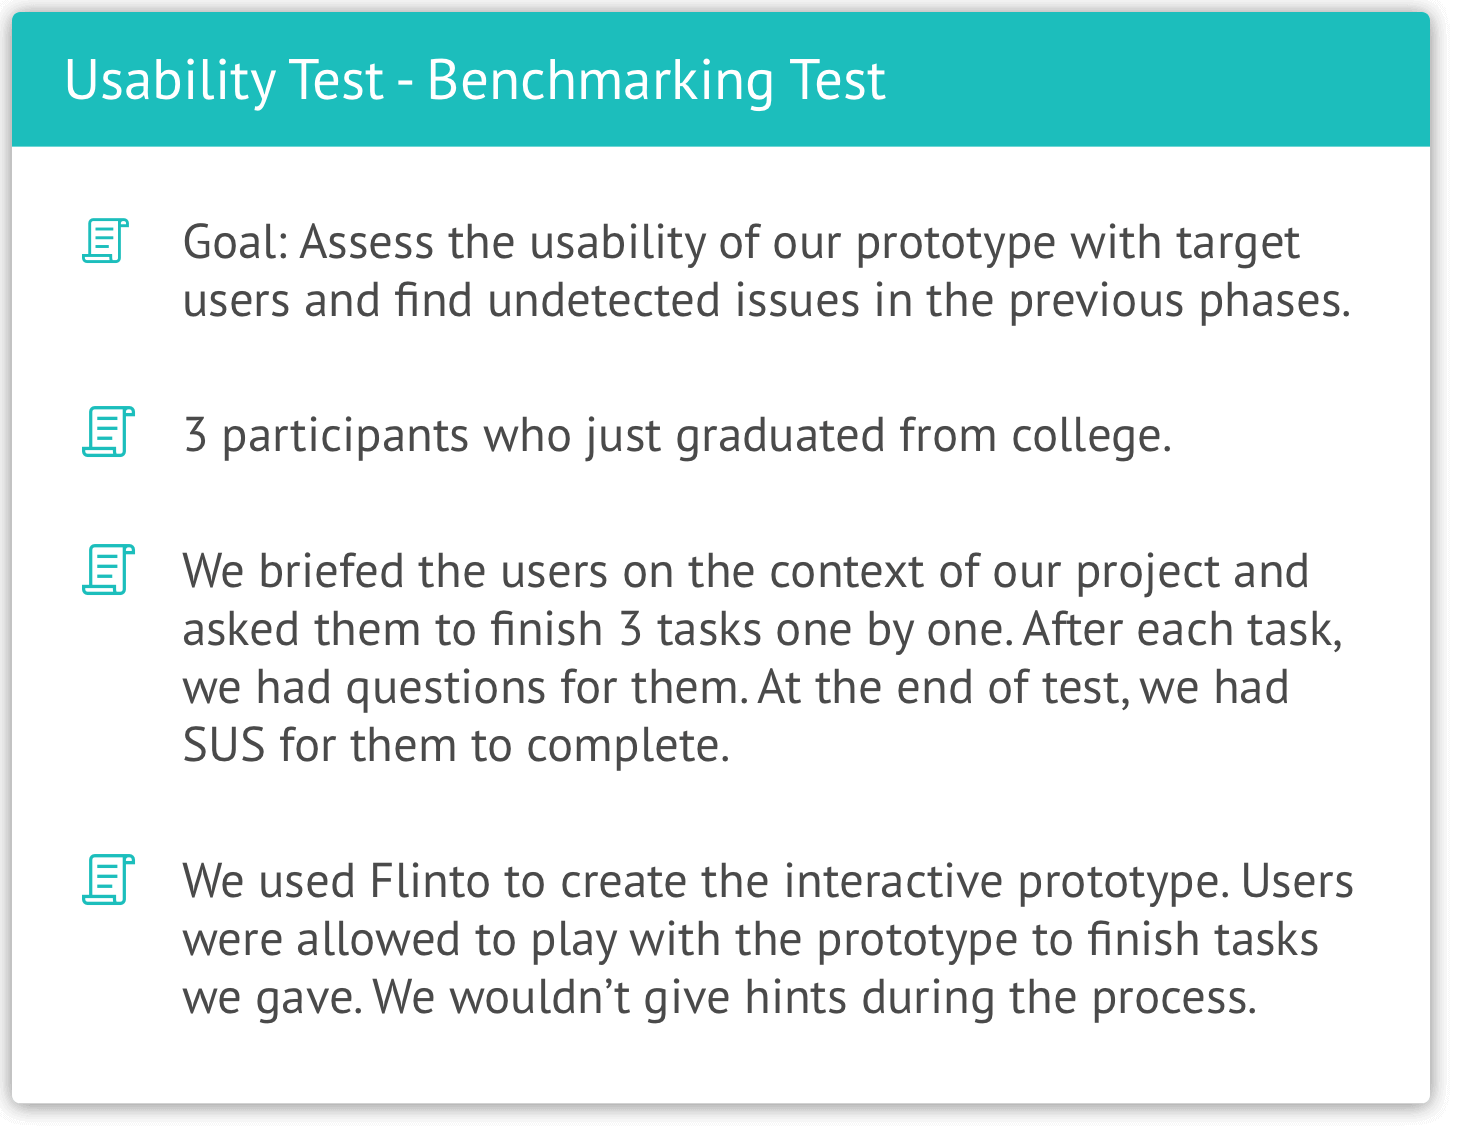 Usability Test - Benchmarking Test
Goal: Assess the usability of our prototype with target
users and find undetected issues in the previous phases.
3 participants who just graduated from college.
We briefed the users on the context of our project and
asked them to finish 3 tasks one by one. After each task,
we had questions for them. At the end of test, we had
SUS for them to complete.
We used Flinto to create the interactive prototype. Users
were allowed to play with the prototype to finish tasks
we gave. We wouldn’t give hints during the process.